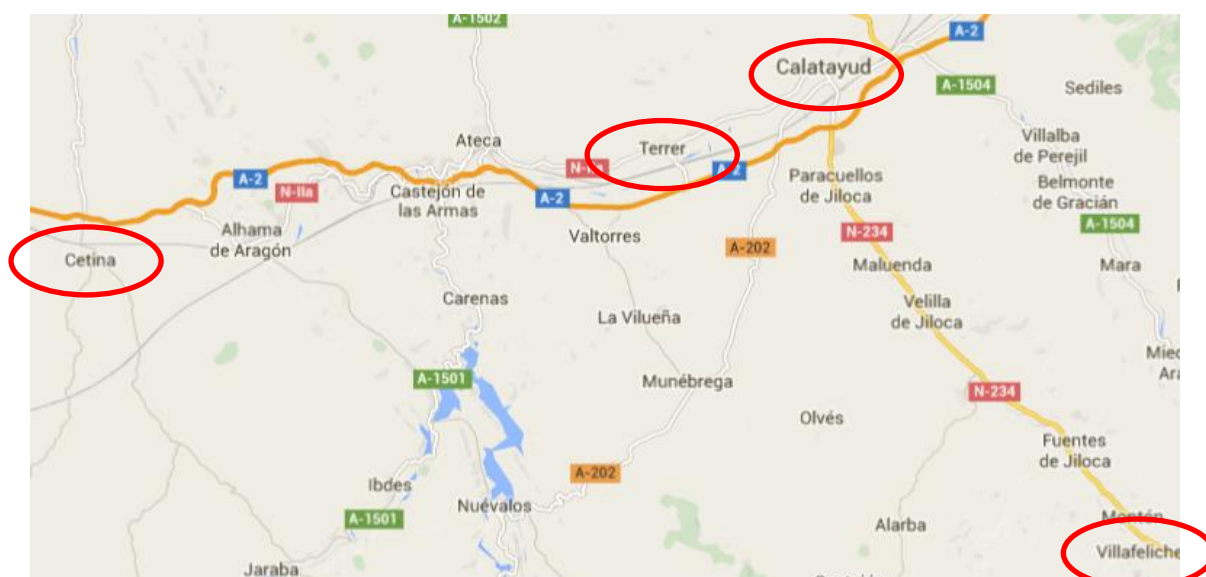 A-1502
A-2
Calatayud
A-1504
Sediles
Ateca
Terrer
Villalba
de Perejil
A-2
N-IIa
Castejón de
las Armas
A-2
A-2
Paracuellos
de Jiloca
Belmonte
de Gracián
Alhama
de Aragón
Valtorres
A-202
N-234
A-1504
Cetina
Maluenda
Mara
Carenas
La Vilueña
Velilla
de Jiloca
A-1501
Munébrega
N-234
Olvés
Fuentes
de Jiloca
Ibdes
A-202
Nuévalos
A-1501
Alarba
Montón
Villafeliche
Jaraba